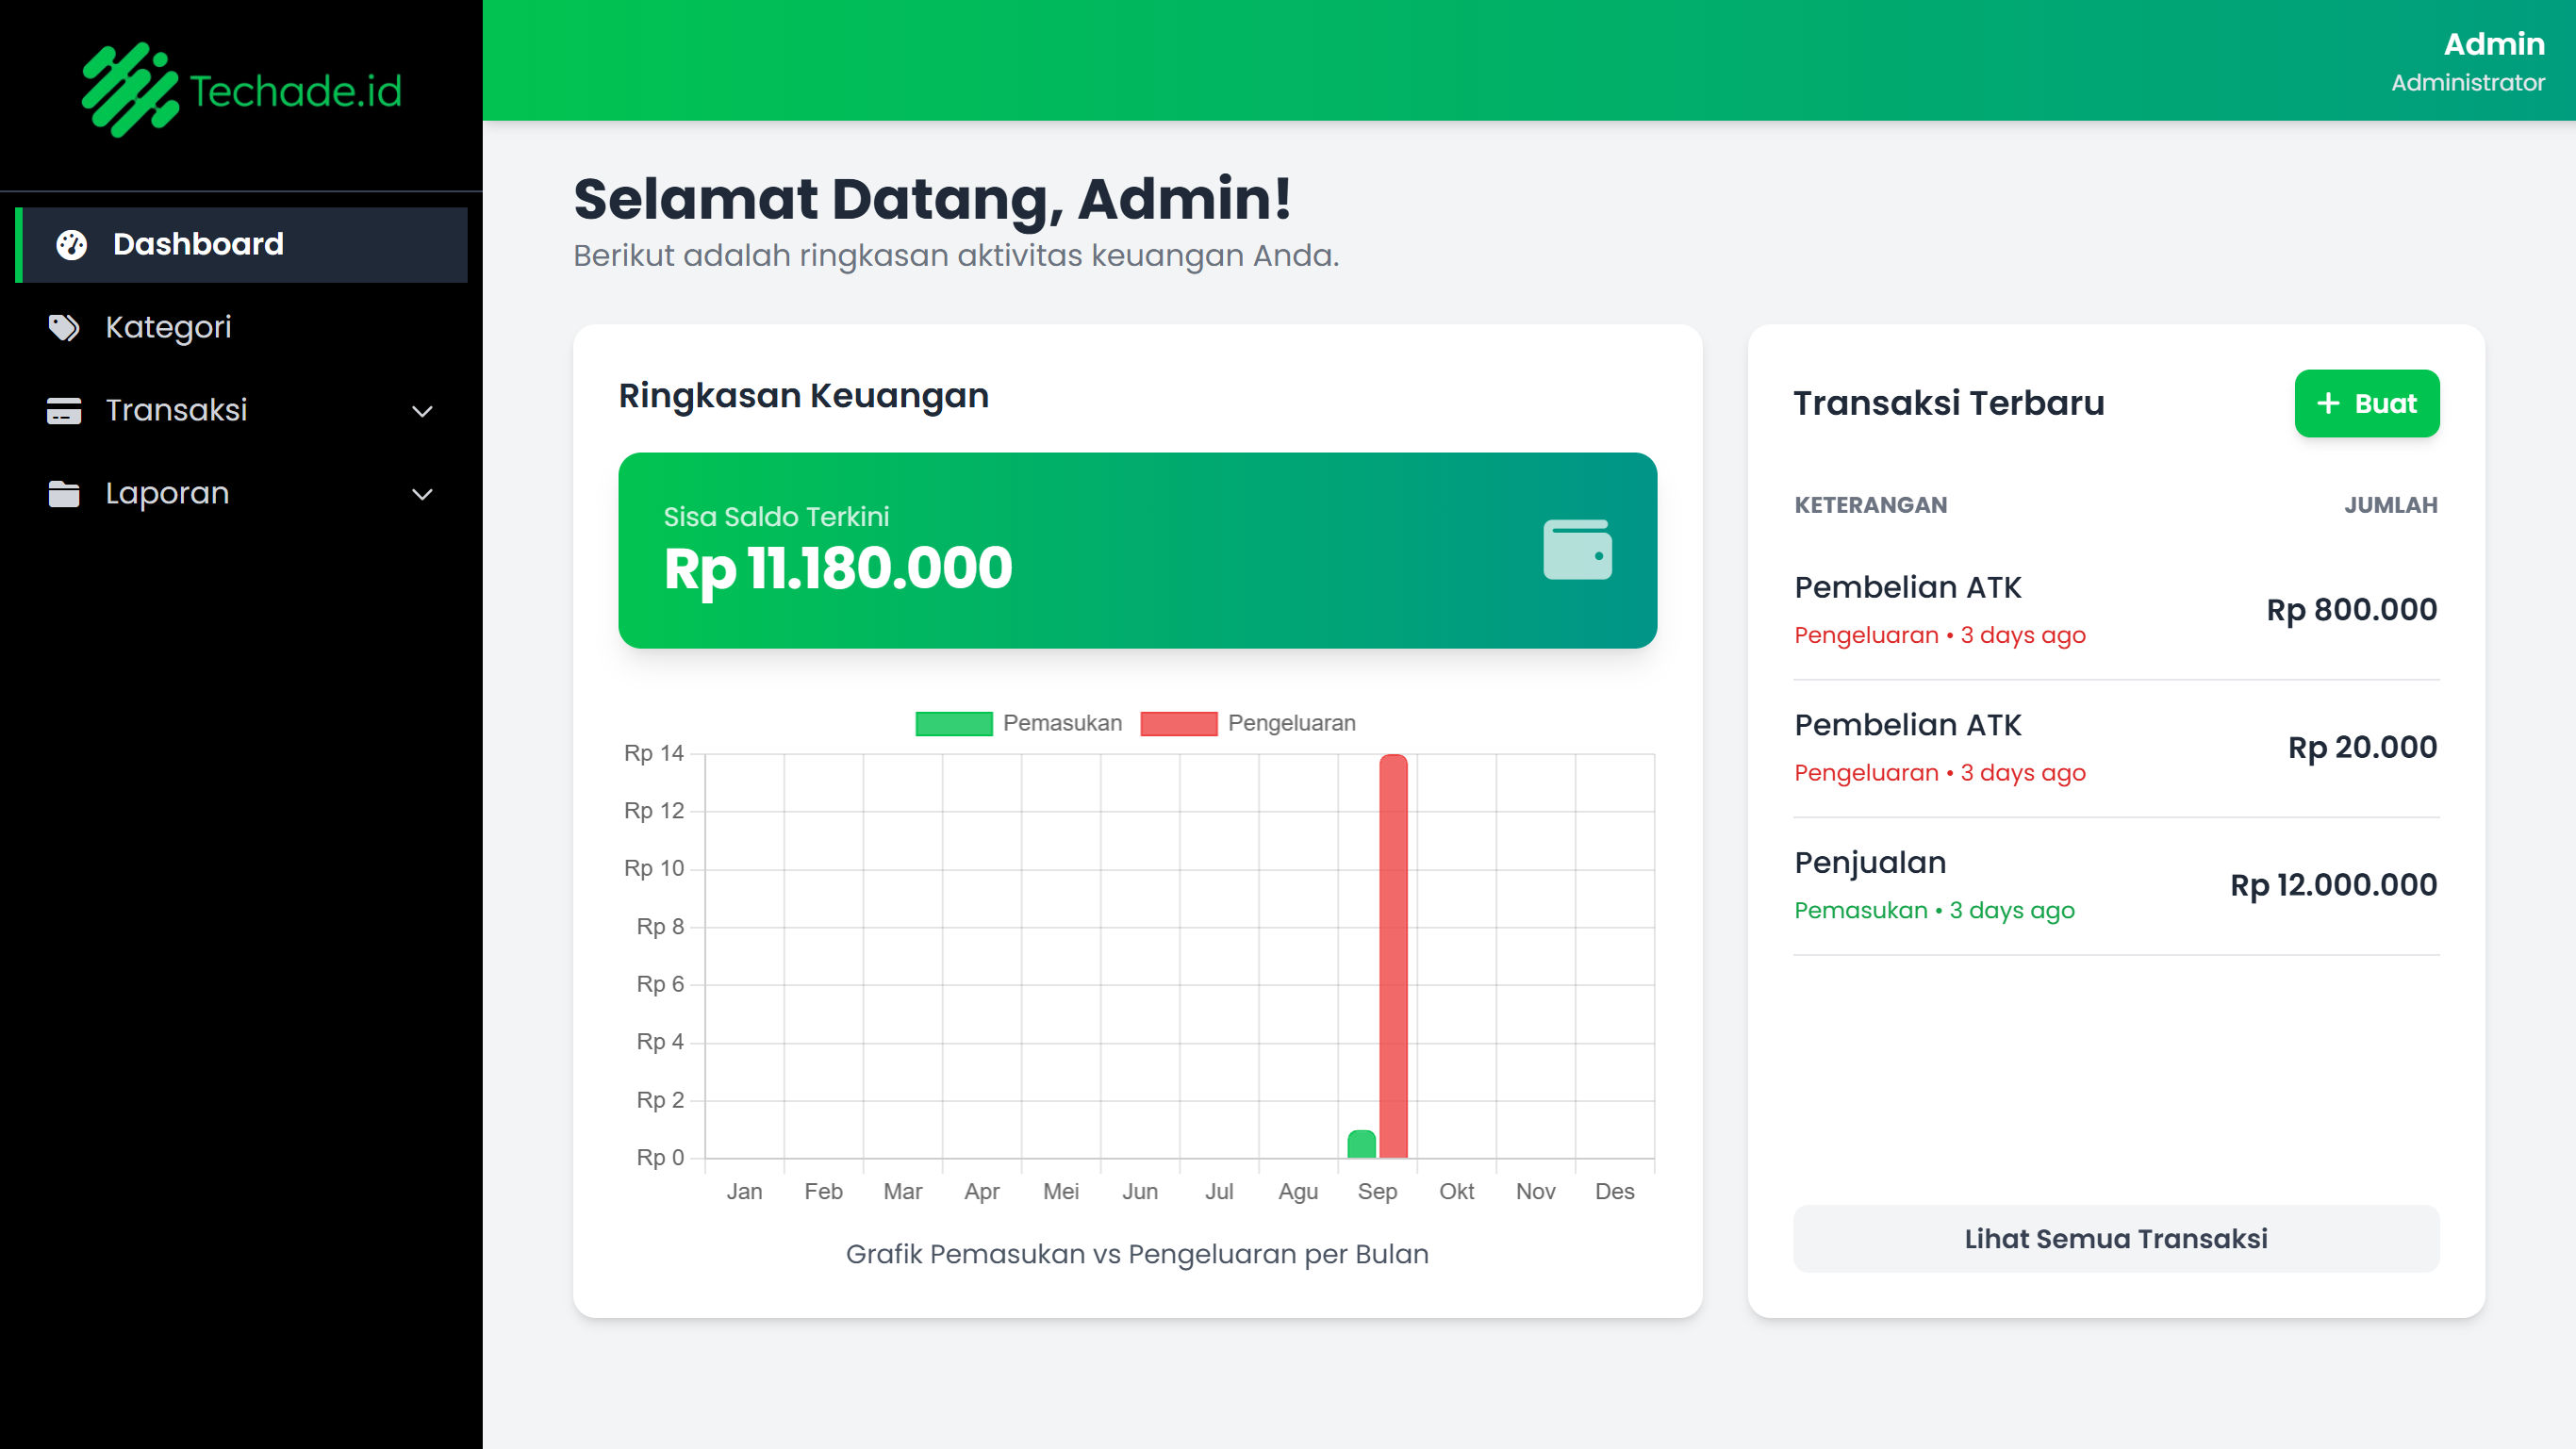 Techade.id
Admin
Administrator
Dashboard
Kategori
Transaksi
Laporan
Selamat Datang, Admin!
Berikut adalah ringkasan aktivitas keuangan Anda.
Ringkasan Keuangan
Sisa Saldo Terkini
Rp 11.180.000
Pemasukan Pengeluaran
Rp 14
Rp 12
Rp 10
Rp 8
Rp 6
Rp 4
Rp 2
Rp 0
Jan Feb Mar Apr Mei Jun Jul Agu Sep Okt Nov Des
Grafik Pemasukan vs Pengeluaran per Bulan
Transaksi Terbaru
+ Buat
KETERANGAN JUMLAH
Pembelian ATK
Rp 800.000
Pengeluaran • 3 days ago
Pembelian ATK
Rp 20.000
Pengeluaran • 3 days ago
Penjualan
Rp 12.000.000
Pemasukan • 3 days ago
Lihat Semua Transaksi